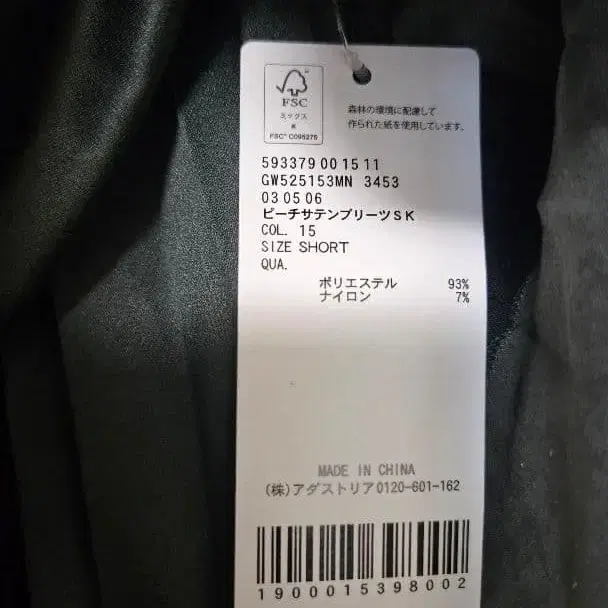 FSC
ミックス
K
FSC® C095275
森林の環境に配慮して
作られた紙を使用しています。
593379 00 15 11
GW525153MN 3453
03 05 06
ピーチサテンプリーツSK
COL. 15
SIZE SHORT
QUA.
ポリエステル 93%
ナイロン 7%
MADE IN CHINA
(株)アダストリア0120-601-162
1900015398002